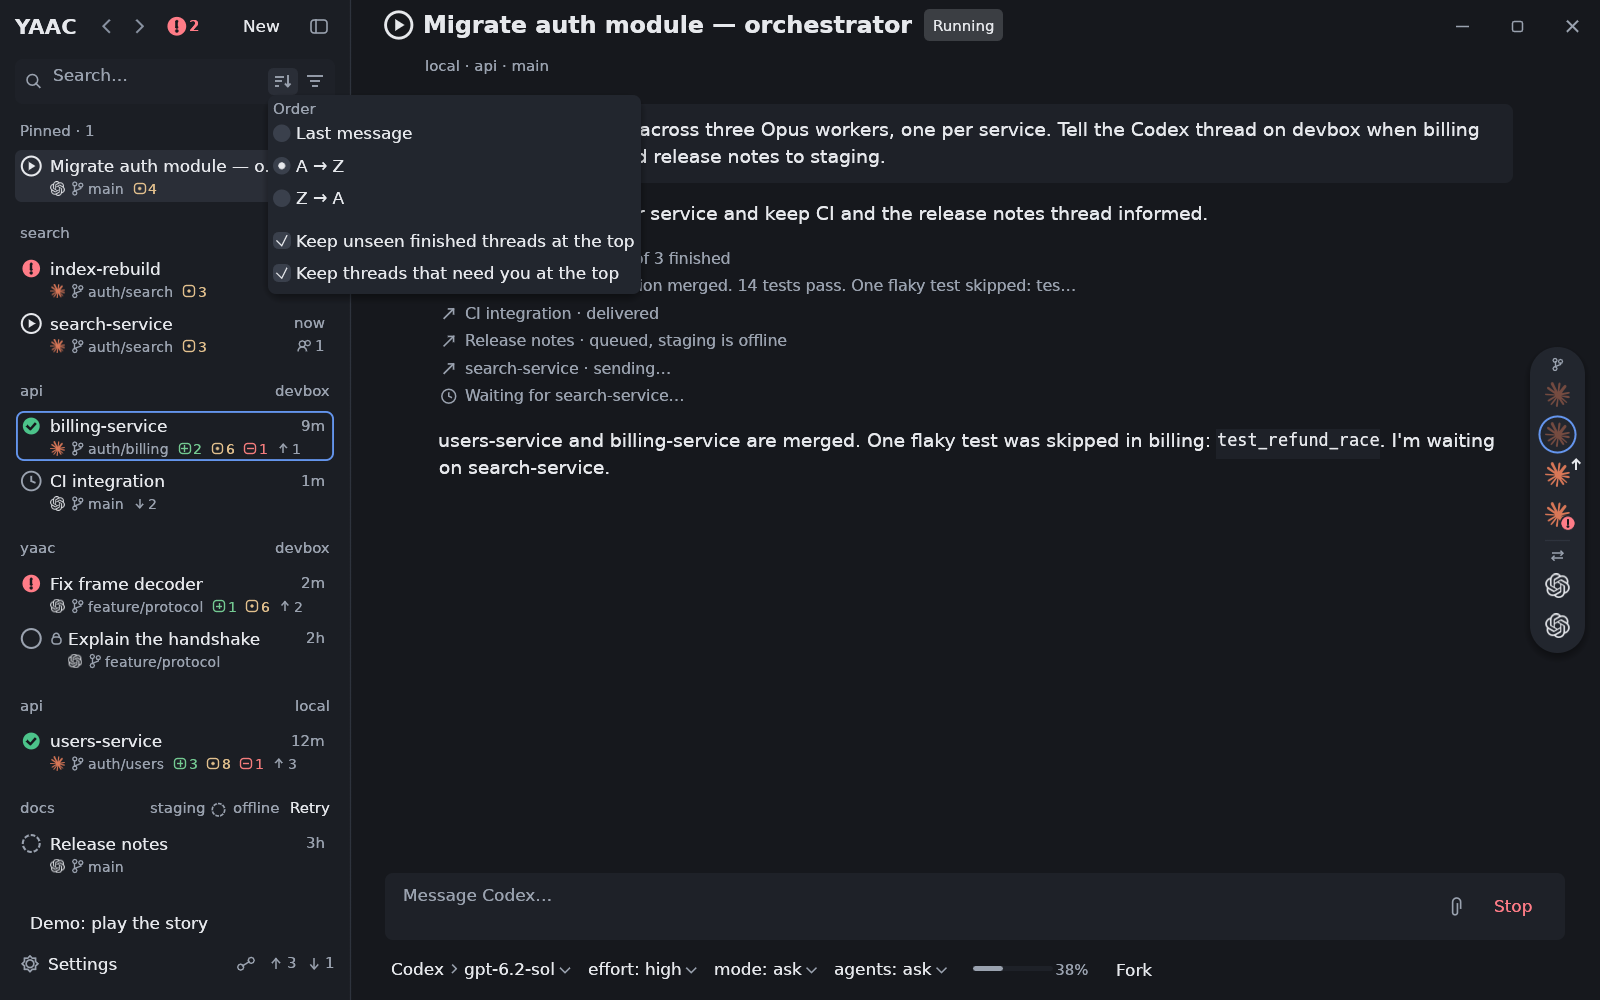 YAAC
2
New
Search…
Order
Last message
A → Z
Z → A
Keep unseen finished threads at the top
Keep threads that need you at the top
Pinned · 1
Migrate auth module — o.
main 4
search
index-rebuild
auth/search 3
search-service now
auth/search 3 1
api devbox
billing-service 9m
auth/billing 2 6 1 1
CI integration 1m
main 2
yaac devbox
Fix frame decoder 2m
feature/protocol 1 6 2
Explain the handshake 2h
feature/protocol
api local
users-service 12m
auth/users 3 8 1 3
docs staging offline Retry
Release notes 3h
main
Demo: play the story
Settings 3 1
Migrate auth module — orchestrator Running
local · api · main
across three Opus workers, one per service. Tell the Codex thread on devbox when billing
release notes to staging.
service and keep CI and the release notes thread informed.
of 3 finished
merged. 14 tests pass. One flaky test skipped: tes…
CI integration · delivered
Release notes · queued, staging is offline
search-service · sending…
Waiting for search-service…
users-service and billing-service are merged. One flaky test was skipped in billing: test_refund_race. I'm waiting
on search-service.
Message Codex…
Stop
Codex > gpt-6.2-sol effort: high mode: ask agents: ask 38% Fork